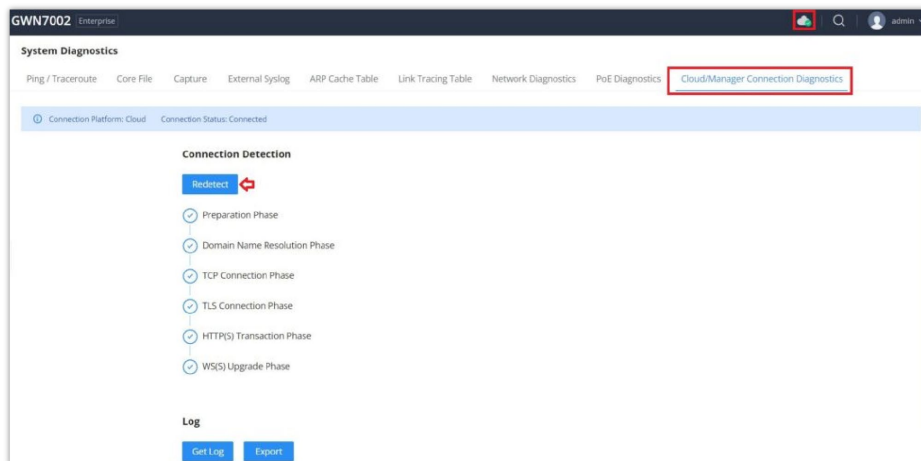 GWN7002 Enterprise admin
System Diagnostics
Ping / Traceroute Core File Capture External Syslog ARP Cache Table Link Tracing Table Network Diagnostics PoE Diagnostics Cloud/Manager Connection Diagnostics
Connection Platform: Cloud Connection Status: Connected
Connection Detection
Redetect
Preparation Phase
Domain Name Resolution Phase
TCP Connection Phase
TLS Connection Phase
HTTP(S) Transaction Phase
WS(S) Upgrade Phase
Log
Get Log Export